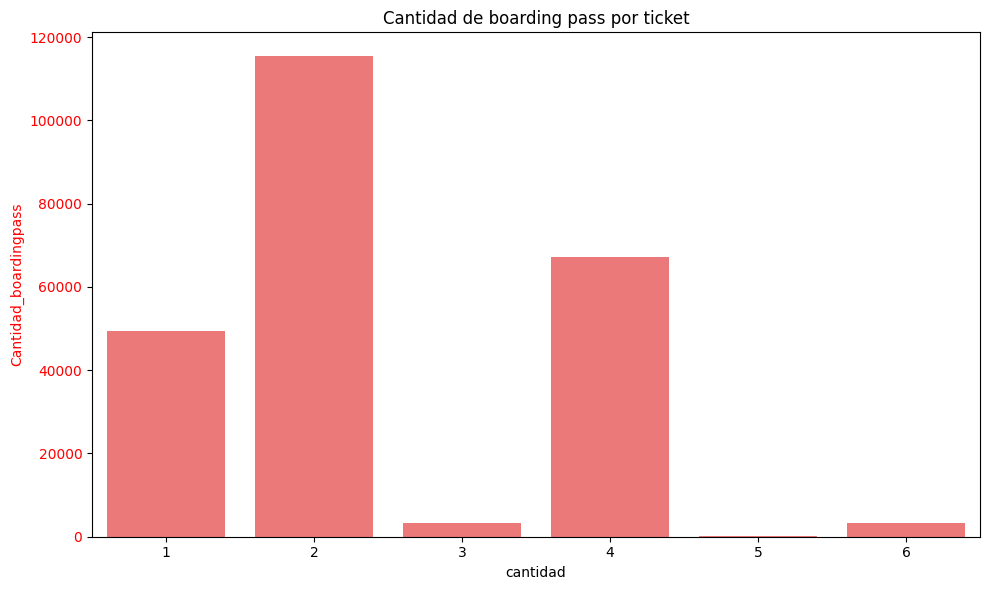 Cantidad de boarding pass por ticket
120000
100000
80000
60000
40000
20000
0
Cantidad_boardingpass
1 2 3 4 5 6
cantidad